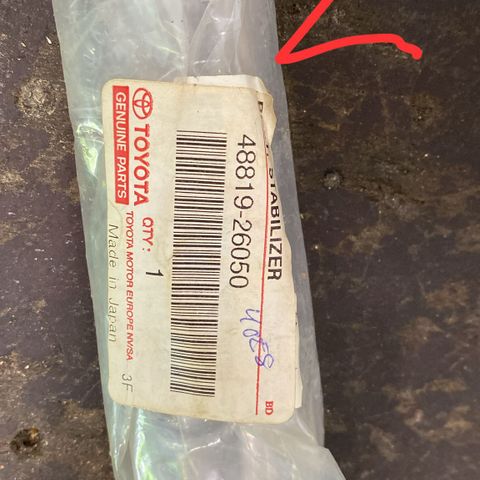 STABILIZER
48819-26050
TOYOTA
GENUINE PARTS
QTY: 1
TOYOTA MOTOR EUROPE NV/SA
Made in Japan
3F
BD